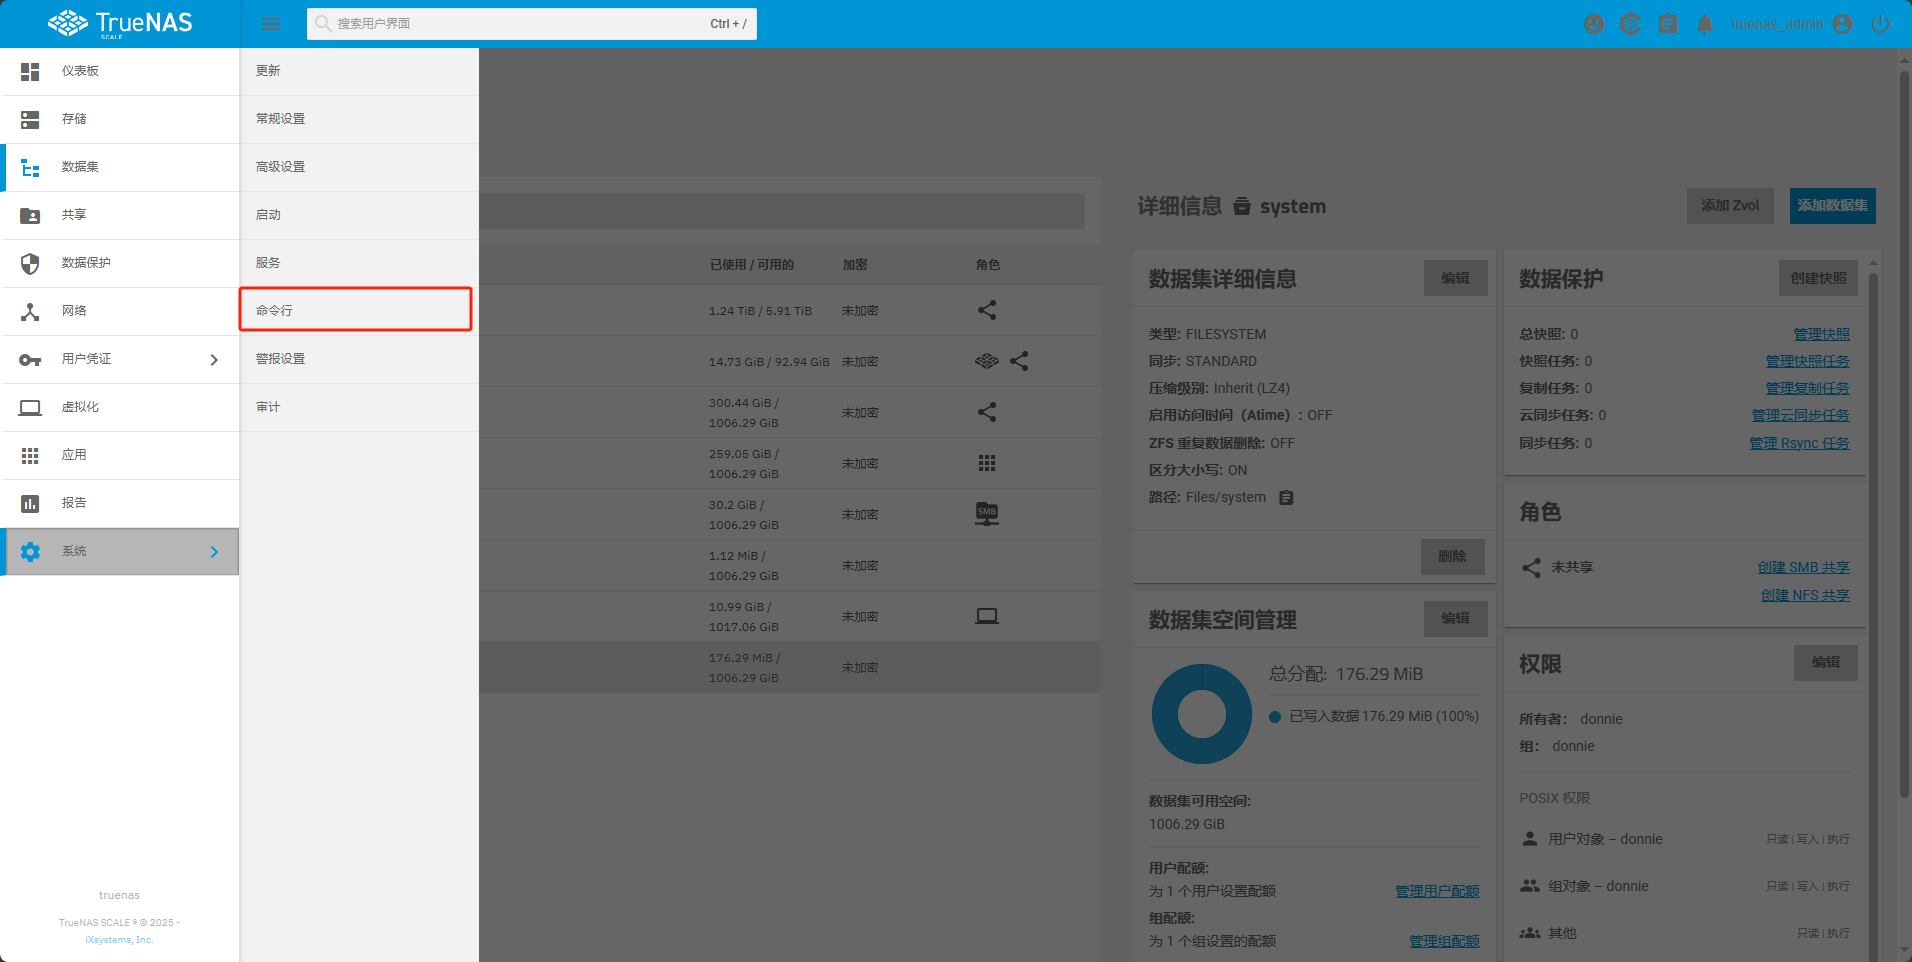 TrueNAS
SCALE
搜索用户界面
Ctrl + /
truenas_admin
仪表板
存储
数据集
共享
数据保护
网络
用户凭证
虚拟化
应用
报告
系统
truenas
TrueNAS SCALE ® © 2025 -
iXsystems, Inc.
更新
常规设置
高级设置
启动
服务
命令行
警报设置
审计
已使用 / 可用的
加密
角色
1.24 TiB / 5.91 TiB
未加密
14.73 GiB / 92.94 GiB
未加密
300.44 GiB /
1006.29 GiB
未加密
259.05 GiB /
1006.29 GiB
未加密
30.2 GiB /
1006.29 GiB
未加密
SMB
1.12 MiB /
1006.29 GiB
未加密
10.99 GiB /
1017.06 GiB
未加密
176.29 MiB /
1006.29 GiB
未加密
详细信息 system
添加 Zvol
添加数据集
数据集详细信息
编辑
类型: FILESYSTEM
同步: STANDARD
压缩级别: Inherit (LZ4)
启用访问时间（Atime）: OFF
ZFS 重复数据删除: OFF
区分大小写: ON
路径: Files/system
删除
数据集空间管理
编辑
总分配: 176.29 MiB
已写入数据 176.29 MiB (100%)
数据集可用空间:
1006.29 GiB
用户配额:
为 1 个用户设置配额
管理用户配额
组配额:
为 1 个组设置的配额
管理组配额
数据保护
创建快照
总快照: 0
管理快照
快照任务: 0
管理快照任务
复制任务: 0
管理复制任务
云同步任务: 0
管理云同步任务
同步任务: 0
管理 Rsync 任务
角色
未共享
创建 SMB 共享
创建 NFS 共享
权限
编辑
所有者: donnie
组: donnie
POSIX 权限
用户对象 – donnie
只读 | 写入 | 执行
组对象 – donnie
只读 | 写入 | 执行
其他
只读 | 执行